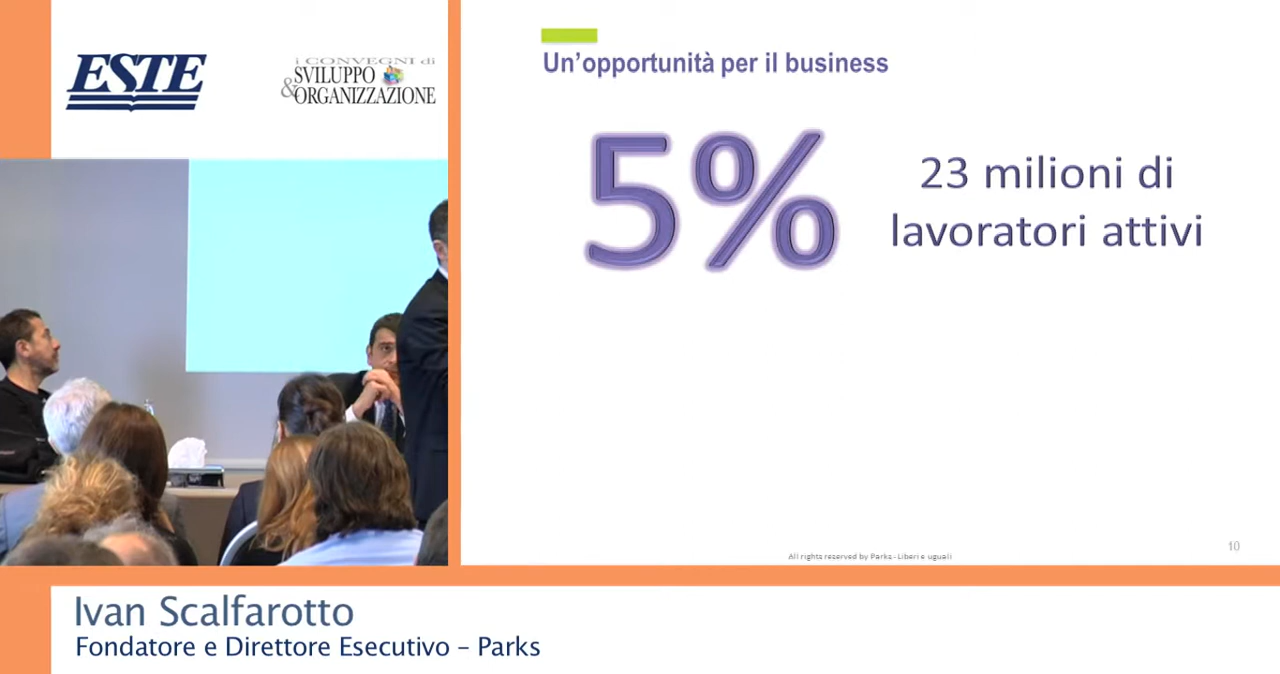 ESTE
i CONVEGNI di
SVILUPPO
&ORGANIZZAZIONE
Un'opportunità per il business
5%
23 milioni di
lavoratori attivi
All rights reserved by Parks - Liberi e uguali
10
Ivan Scalfarotto
Fondatore e Direttore Esecutivo – Parks